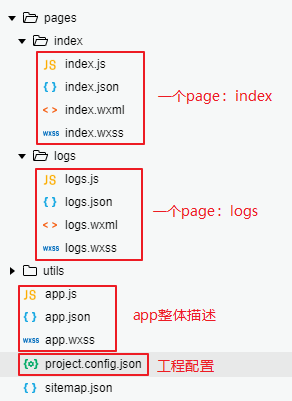 pages
index
JS index.js
{ } index.json
< > index.wxml
wxss index.wxss
一个page：index
logs
JS logs.js
{ } logs.json
< > logs.wxml
wxss logs.wxss
一个page：logs
utils
JS app.js
{ } app.json
wxss app.wxss
app整体描述
{o} project.config.json
工程配置
{ } sitemap.json